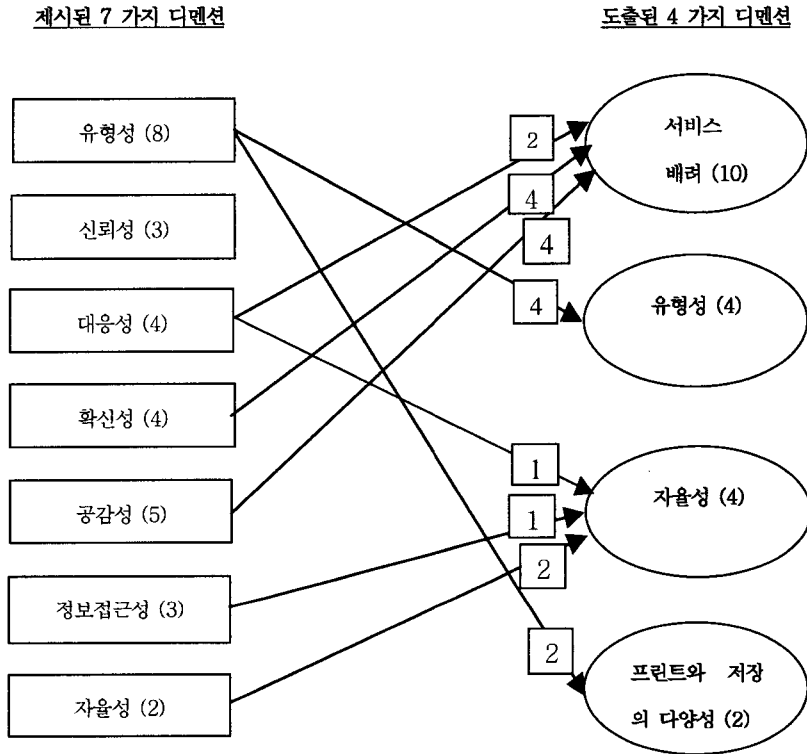 제시된 7 가지 디멘션
도출된 4 가지 디멘션
유형성 (8)
신뢰성 (3)
대응성 (4)
확신성 (4)
공감성 (5)
정보접근성 (3)
자율성 (2)
2
4
4
4
1
1
2
2
서비스
배려 (10)
유형성 (4)
자율성 (4)
프린트와 저장
의 다양성 (2)